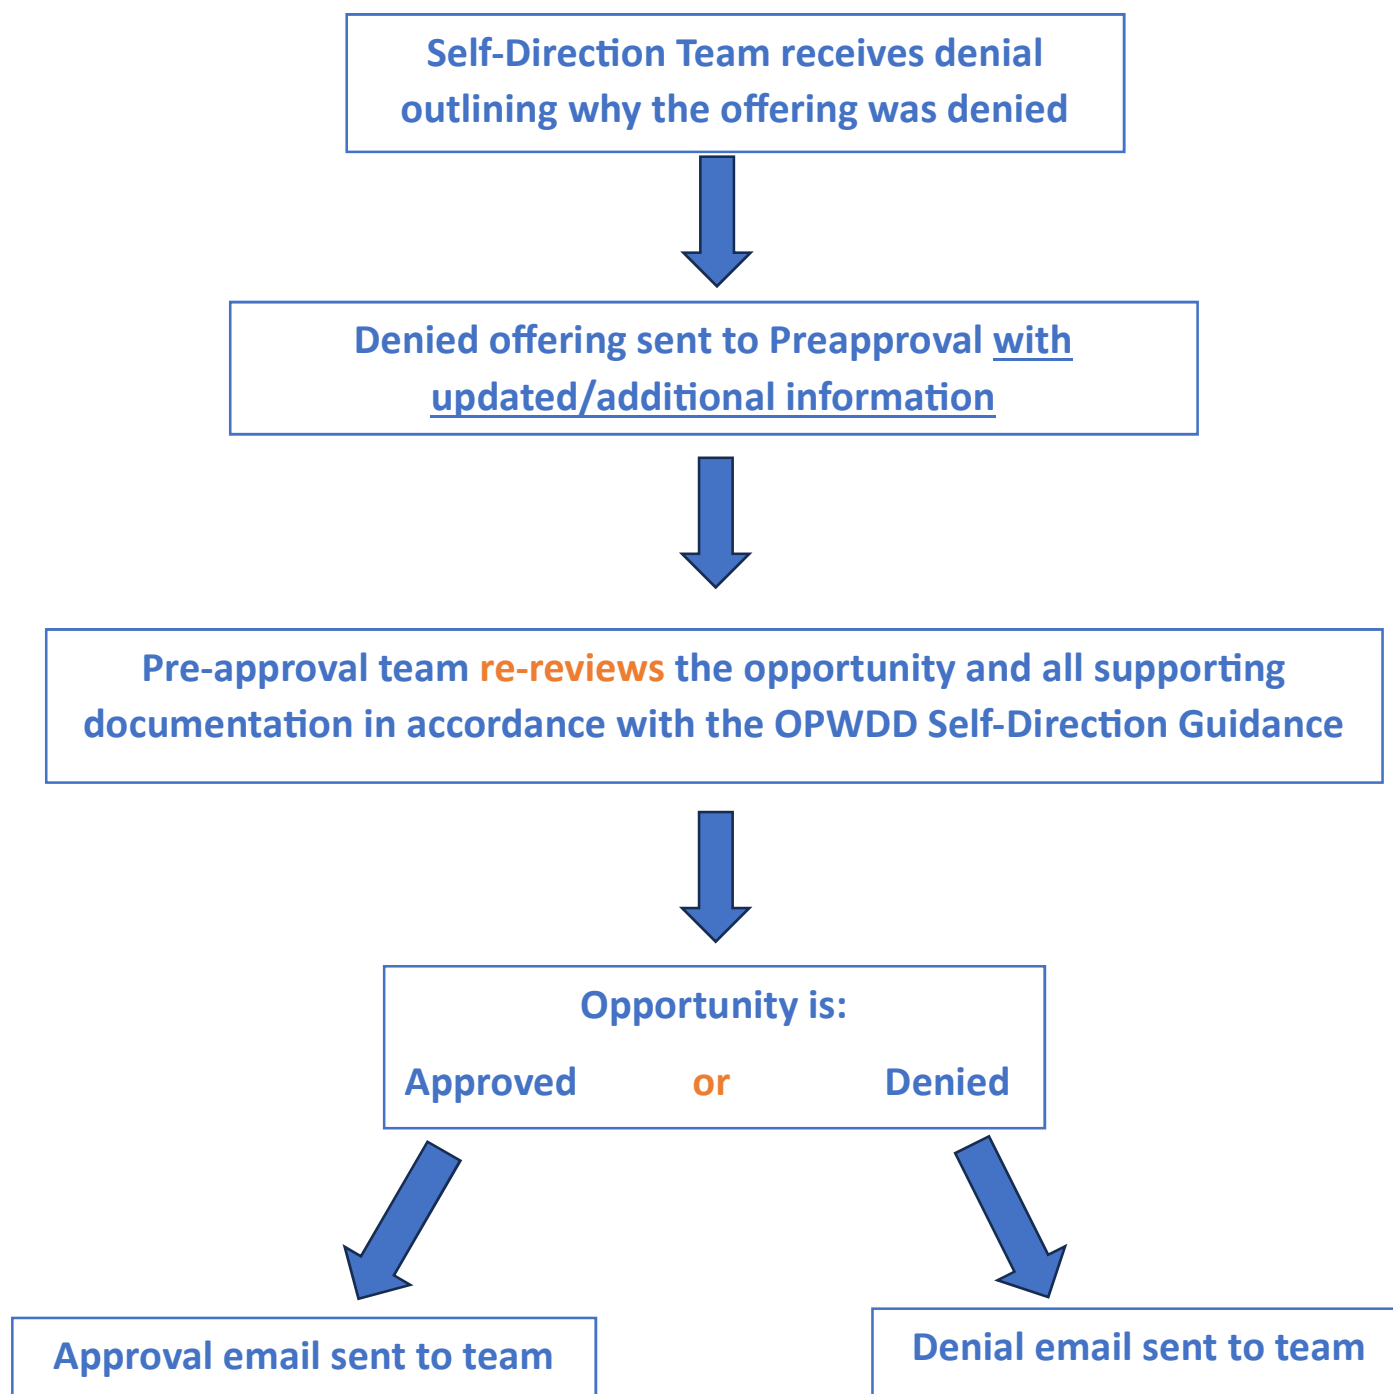 Self-Direction Team receives denial
outlining why the offering was denied
Denied offering sent to Preapproval with
updated/additional information
Pre-approval team re-reviews the opportunity and all supporting
documentation in accordance with the OPWDD Self-Direction Guidance
Opportunity is:
Approved or Denied
Approval email sent to team
Denial email sent to team